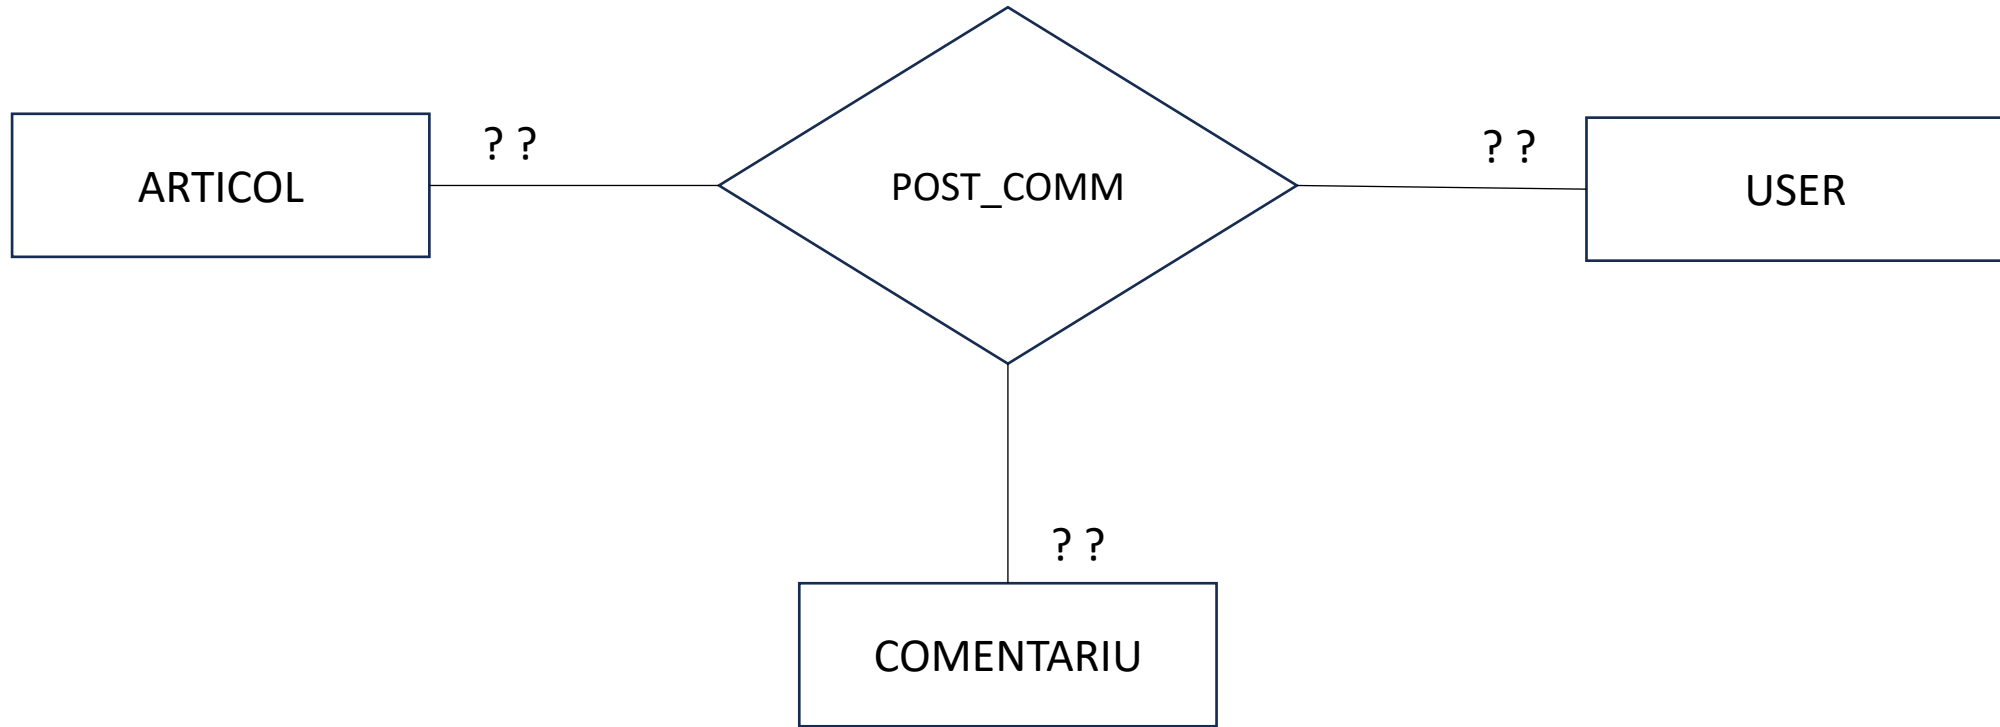 ? ?
? ?
ARTICOL
POST_COMM
USER
? ?
COMENTARIU